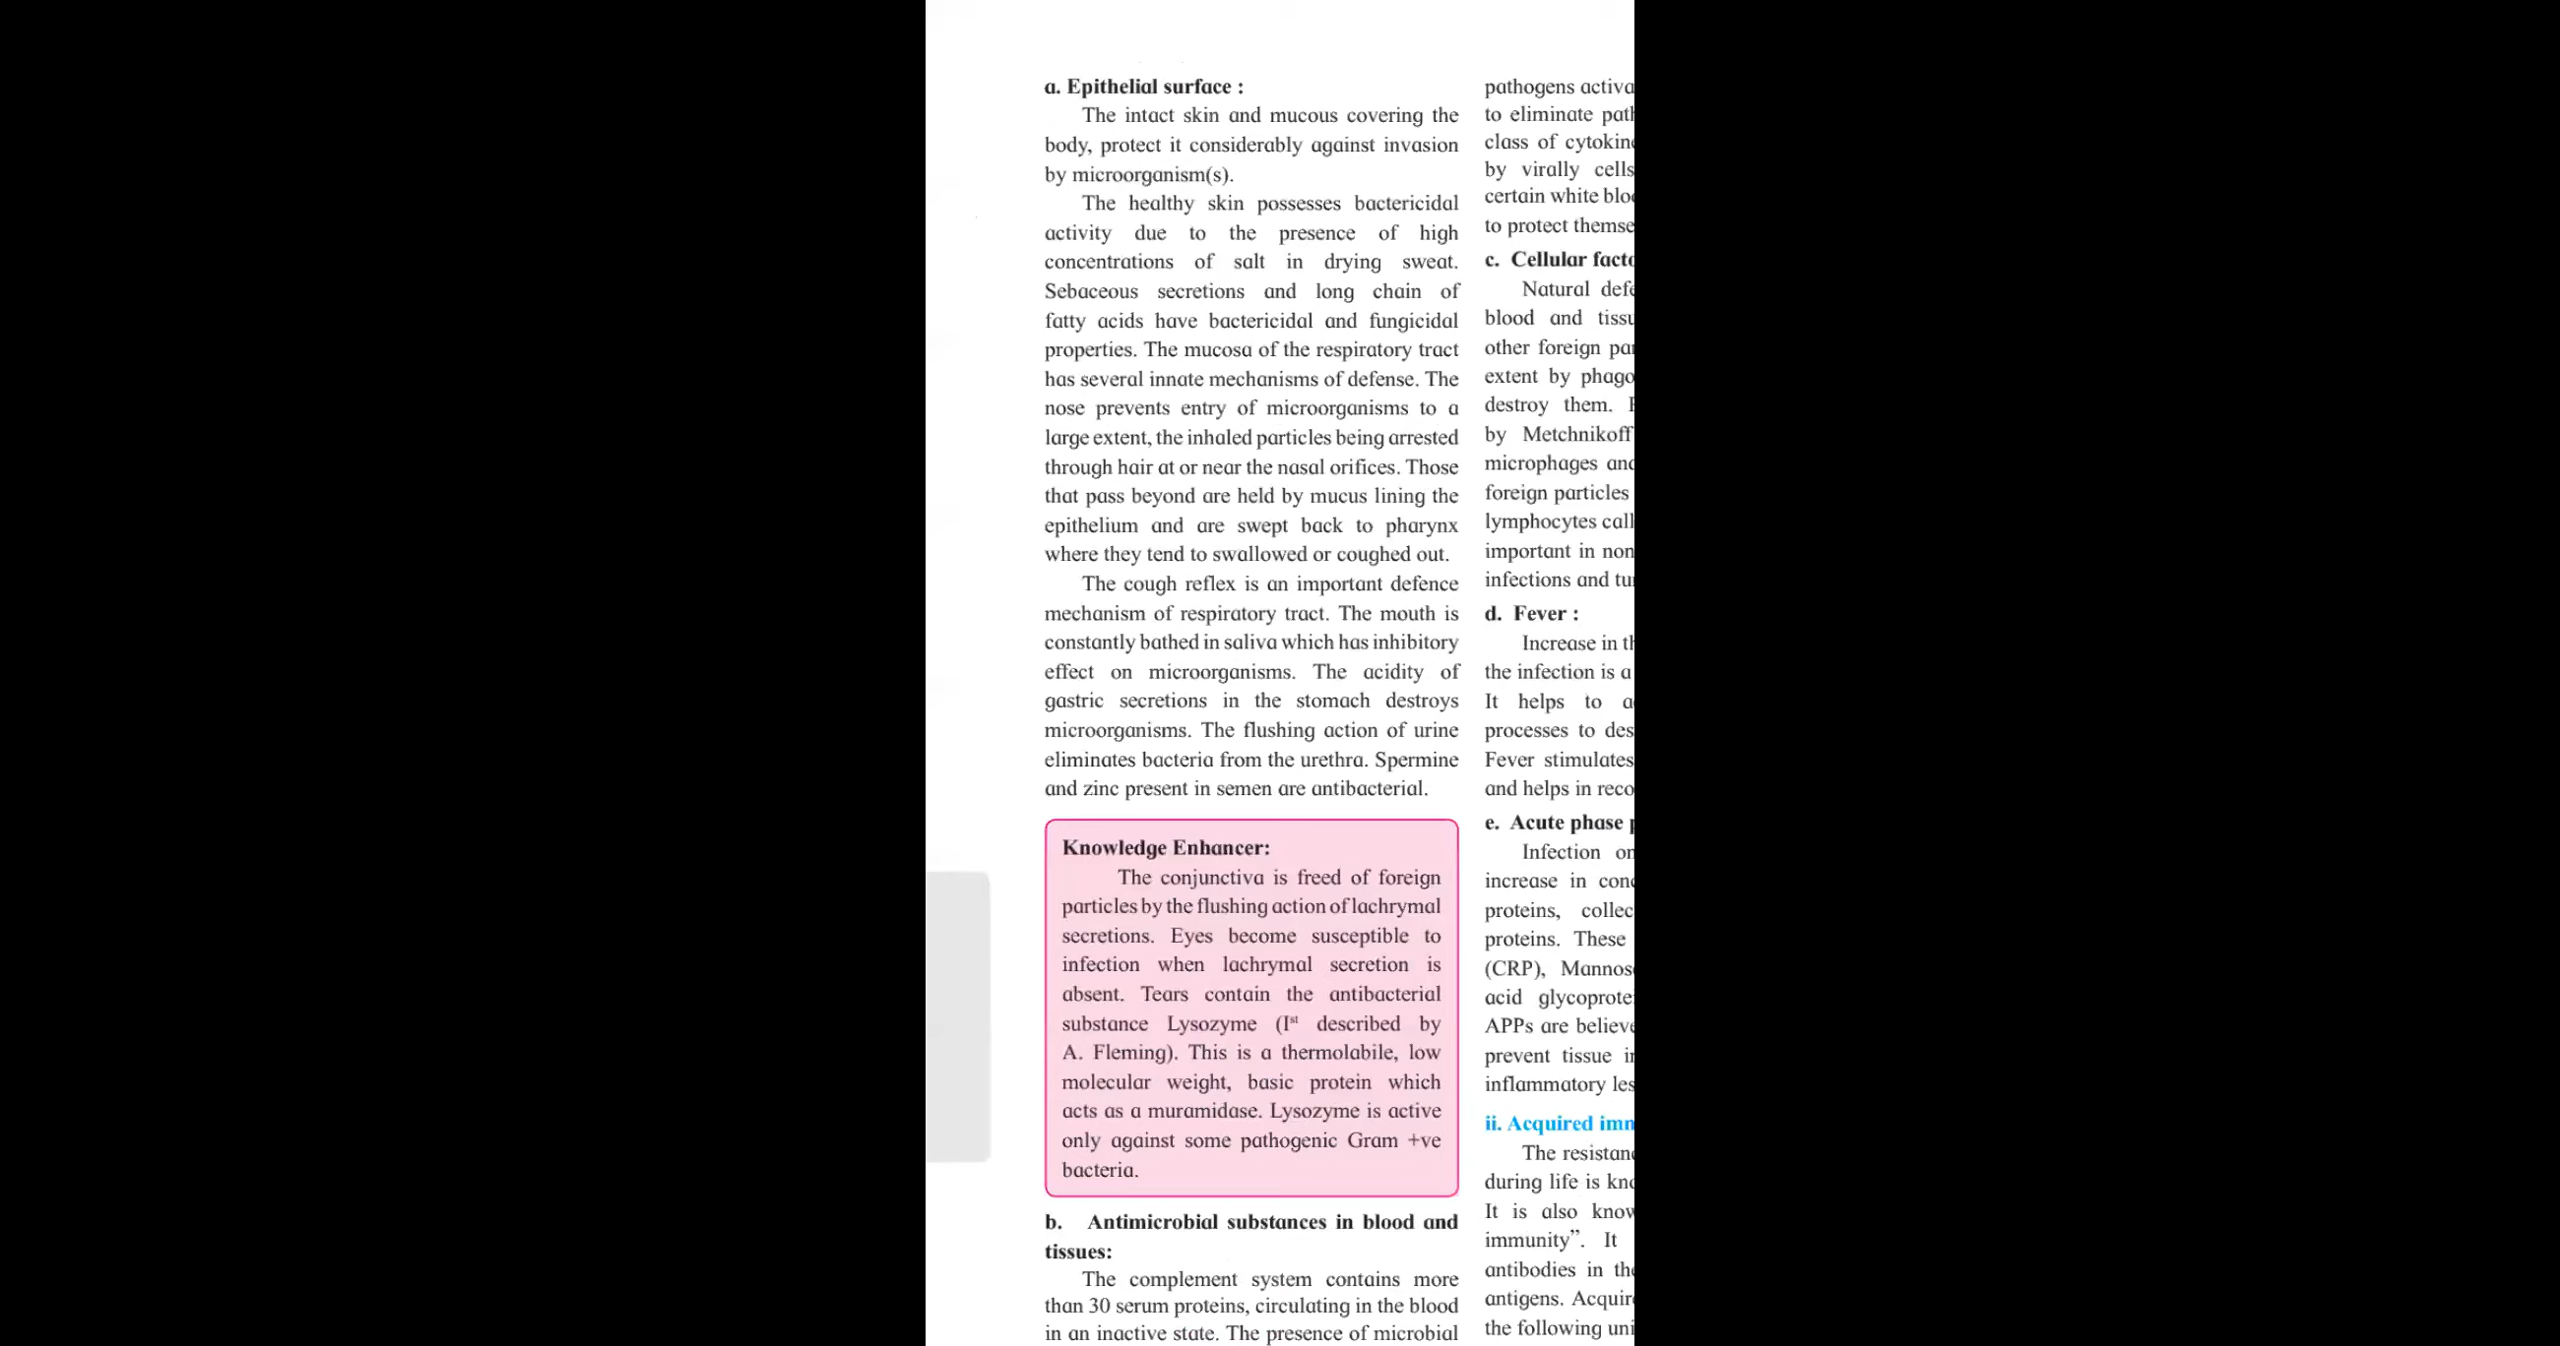 a. Epithelial surface :
The intact skin and mucous covering the
body, protect it considerably against invasion
by microorganism(s).
The healthy skin possesses bactericidal
activity due to the presence of high
concentrations of salt in drying sweat.
Sebaceous secretions and long chain of
fatty acids have bactericidal and fungicidal
properties. The mucosa of the respiratory tract
has several innate mechanisms of defense. The
nose prevents entry of microorganisms to a
large extent, the inhaled particles being arrested
through hair at or near the nasal orifices. Those
that pass beyond are held by mucus lining the
epithelium and are swept back to pharynx
where they tend to swallowed or coughed out.
The cough reflex is an important defence
mechanism of respiratory tract. The mouth is
constantly bathed in saliva which has inhibitory
effect on microorganisms. The acidity of
gastric secretions in the stomach destroys
microorganisms. The flushing action of urine
eliminates bacteria from the urethra. Spermine
and zinc present in semen are antibacterial.
Knowledge Enhancer:
The conjunctiva is freed of foreign
particles by the flushing action of lachrymal
secretions. Eyes become susceptible to
infection when lachrymal secretion is
absent. Tears contain the antibacterial
substance Lysozyme (Ist described by
A. Fleming). This is a thermolabile, low
molecular weight, basic protein which
acts as a muramidase. Lysozyme is active
only against some pathogenic Gram +ve
bacteria.
b. Antimicrobial substances in blood and
tissues:
The complement system contains more
than 30 serum proteins, circulating in the blood
in an inactive state. The presence of microbial
pathogens
to eliminate
class of
by virally cells
certain white
to protect
c. Cellular
Natural
blood and
other foreign
extent by
destroy them.
by Metchnikoff
microphages
foreign particles
lymphocytes
important in
infections and
d. Fever :
Increase in
the infection is a
It helps to
processes to
Fever stimulates
and helps in
e. Acute phase
Infection
increase in
proteins,
proteins. These
(CRP),
acid
APPs are
prevent tissue
inflammatory
ii. Acquired
The
during life is
It is also
immunity”. It
antibodies in
antigens.
the following